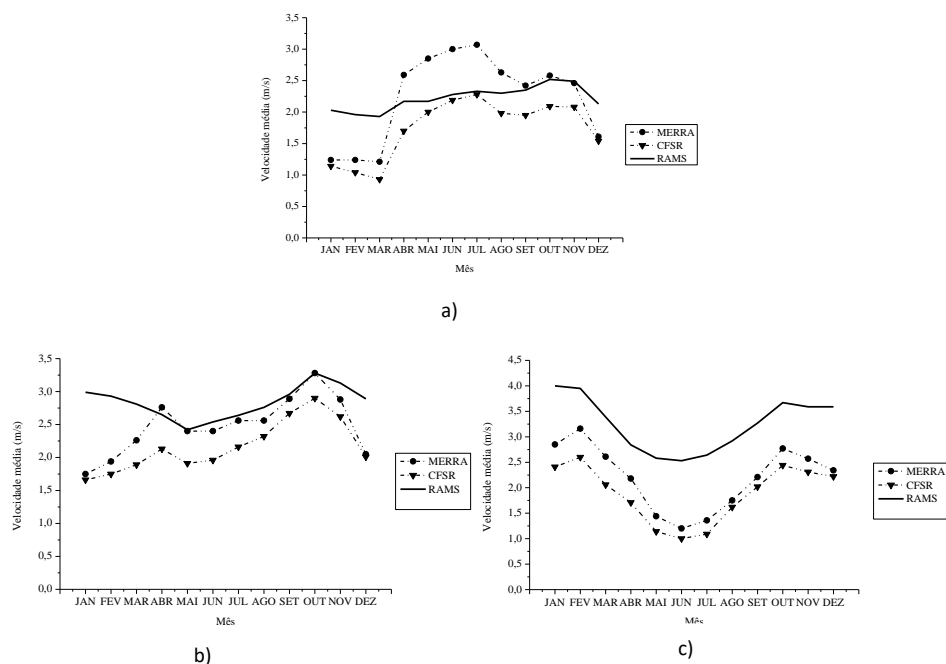 a)
3,5
3,0
2,5
2,0
1,5
1,0
0,5
0,0
Velocidade média (m/s)
JAN FEV MAR ABR MAI JUN JUL AGO SET OUT NOV DEZ
Mês
MERRA
CFSR
RAMS
a)
3,5
3,0
2,5
2,0
1,5
1,0
0,5
0,0
Velocidade média (m/s)
JAN FEV MAR ABR MAI JUN JUL AGO SET OUT NOV DEZ
Mês
MERRA
CFSR
RAMS
b)
4,5
4,0
3,5
3,0
2,5
2,0
1,5
1,0
0,5
0,0
Velocidade média (m/s)
JAN FEV MAR ABR MAI JUN JUL AGO SET OUT NOV DEZ
Mês
MERRA
CFSR
RAMS
c)